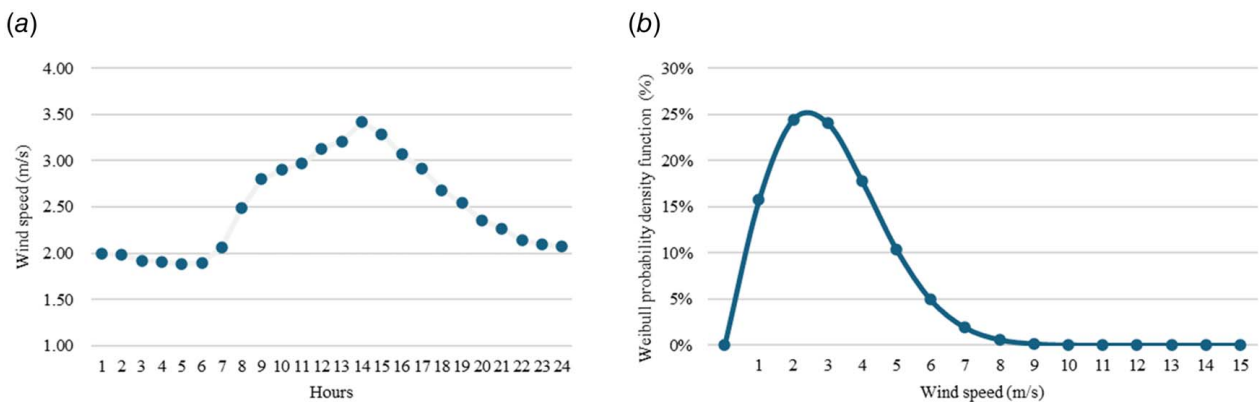 (a)
4.00
3.50
3.00
2.50
2.00
1.50
1.00
Wind speed (m/s)
1 2 3 4 5 6 7 8 9 10 11 12 13 14 15 16 17 18 19 20 21 22 23 24
Hours
(b)
30%
25%
20%
15%
10%
5%
0%
Weibull probability density function (%)
1 2 3 4 5 6 7 8 9 10 11 12 13 14 15
Wind speed (m/s)